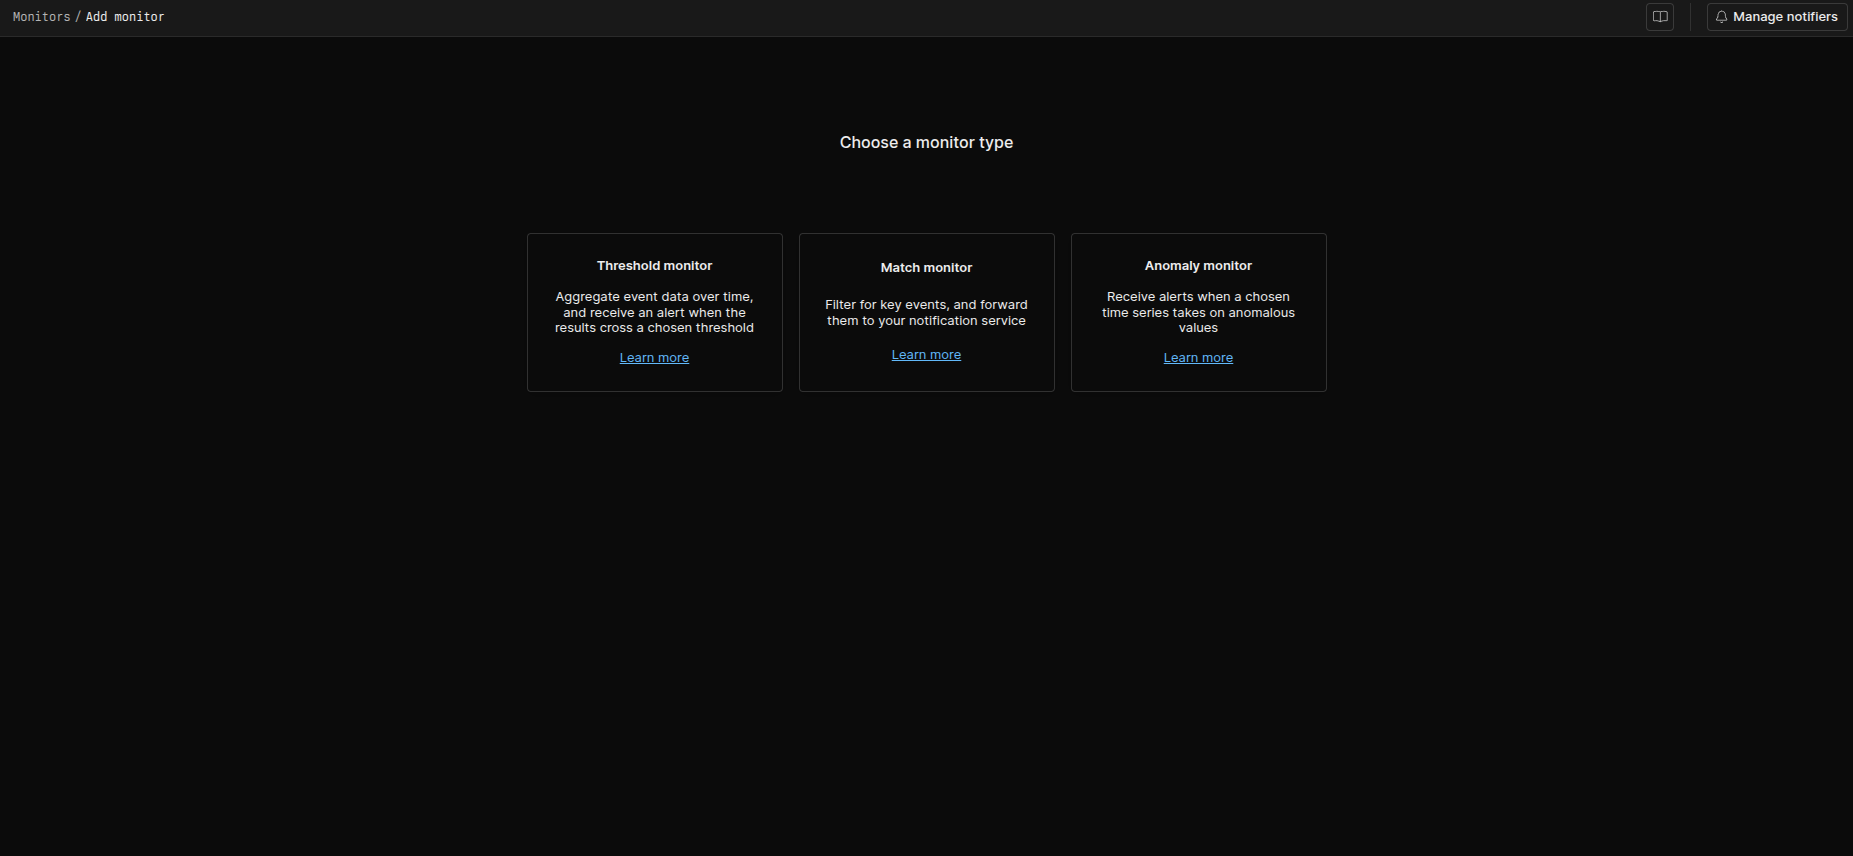 Monitors / Add monitor
Manage notifiers
Choose a monitor type
Threshold monitor
Aggregate event data over time,
and receive an alert when the
results cross a chosen threshold
Learn more
Match monitor
Filter for key events, and forward
them to your notification service
Learn more
Anomaly monitor
Receive alerts when a chosen
time series takes on anomalous
values
Learn more